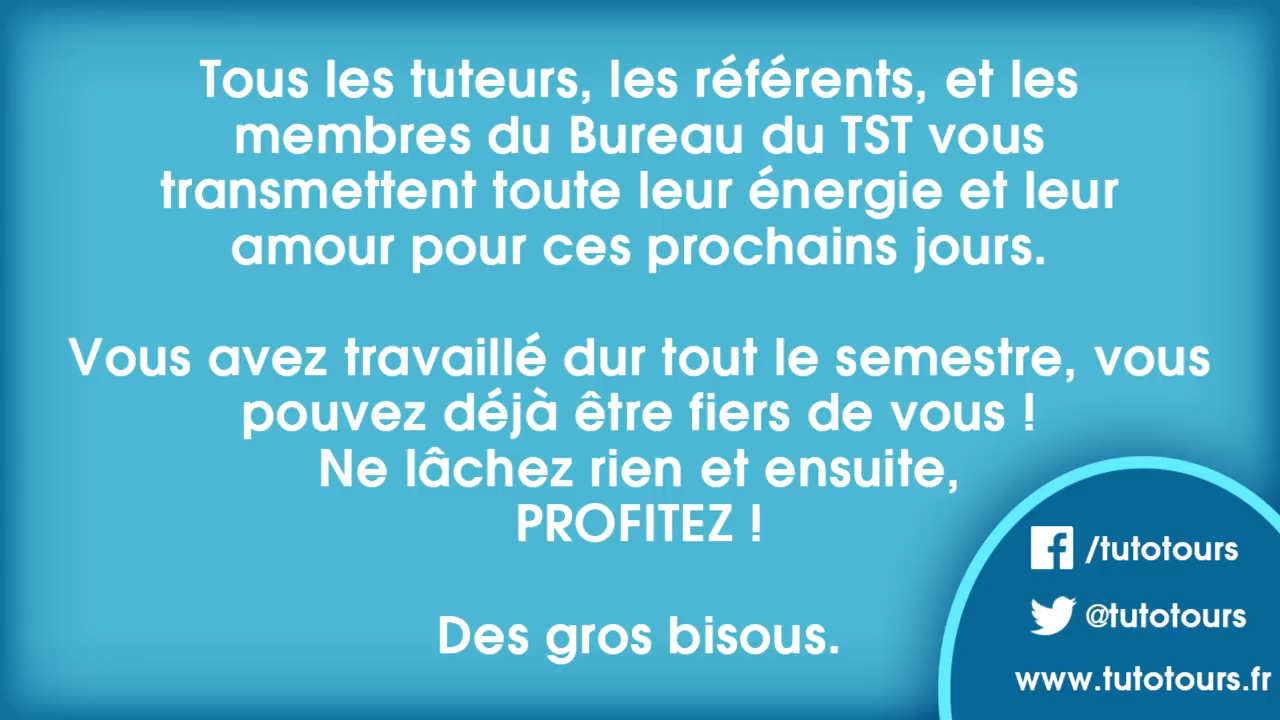 Tous les tuteurs, les référents, et les
membres du Bureau du TST vous
transmettent toute leur énergie et leur
amour pour ces prochains jours.
Vous avez travaillé dur tout le semestre, vous
pouvez déjà être fiers de vous !
Ne lâchez rien et ensuite,
PROFITEZ !
Des gros bisous.
/tutotours
@tutotours
www.tutotours.fr